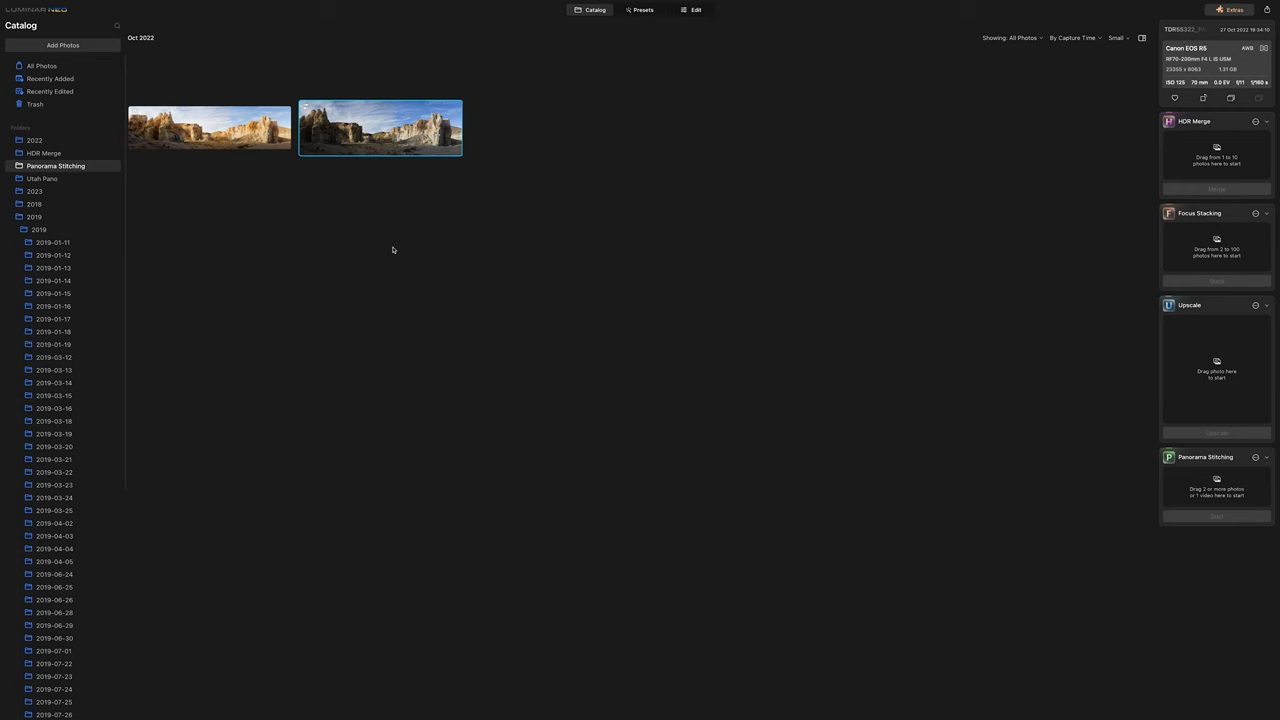 LUMINAR NEO
Catalog
Presets
Edit
Extras
Catalog
Add Photos
All Photos
Recently Added
Recently Edited
Trash
Folders
2022
HDR Merge
Panorama Stitching
Utah Pano
2023
2018
2019
2019
2019-01-11
2019-01-12
2019-01-13
2019-01-14
2019-01-15
2019-01-16
2019-01-17
2019-01-18
2019-01-19
2019-03-12
2019-03-13
2019-03-14
2019-03-15
2019-03-16
2019-03-18
2019-03-19
2019-03-20
2019-03-21
2019-03-22
2019-03-23
2019-03-24
2019-03-25
2019-04-02
2019-04-03
2019-04-04
2019-04-05
2019-06-24
2019-06-25
2019-06-26
2019-06-28
2019-06-29
2019-06-30
2019-07-01
2019-07-22
2019-07-23
2019-07-24
2019-07-25
2019-07-26
Oct 2022
Showing: All Photos
By Capture Time
Small
27 Oct 2022 19:34:10
Canon EOS R5 AWB
RF70-200mm F4 L IS USM
23355 x 8063 1.31 GB
ISO 125 70 mm 0.0 EV f/11 1/160 s
HDR Merge
Drag from 1 to 10
photos here to start
Merge
Focus Stacking
Drag from 2 to 100
photos here to start
Stack
Upscale
Drag photo here
to start
Upscale
Panorama Stitching
Drag 2 or more photos
or 1 video here to start
Start